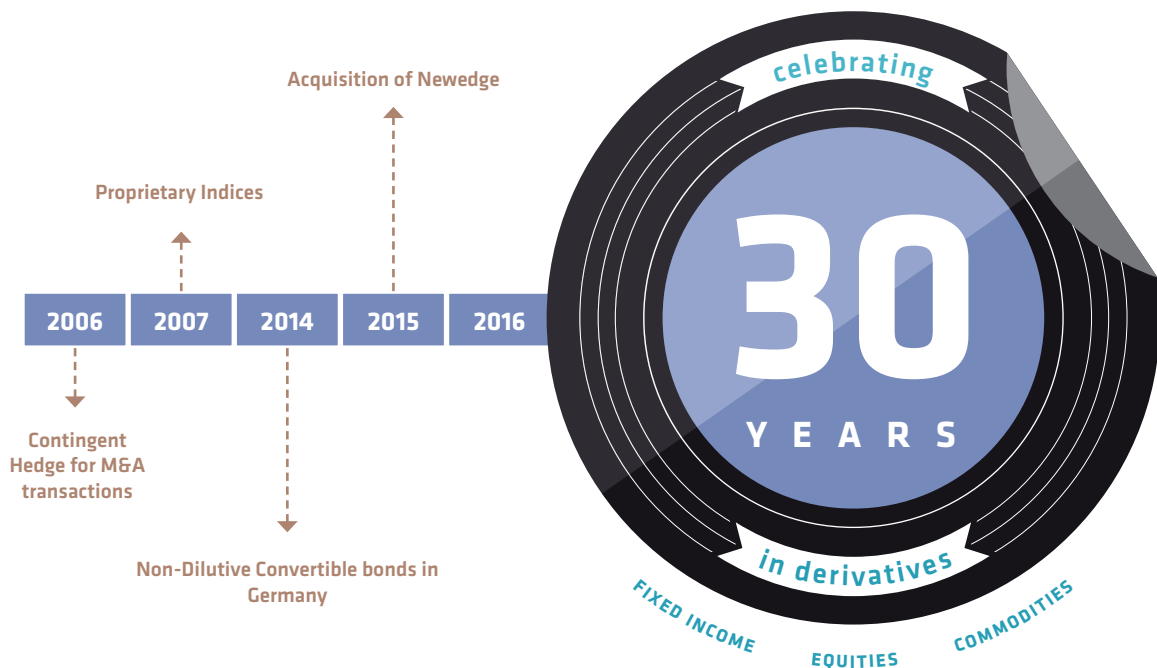 Acquisition of Newedge
Proprietary Indices
2006
2007
2014
2015
2016
Contingent
Hedge for M&A
transactions
Non-Dilutive Convertible bonds in
Germany
celebrating
30
YEARS
in derivatives
FIXED INCOME
EQUITIES
COMMODITIES